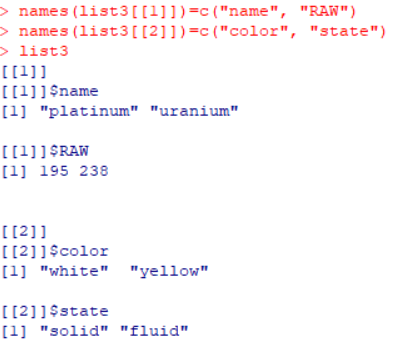 > names(list3[[1]])=c("name", "RAW")
> names(list3[[2]])=c("color", "state")
> list3
[[1]]
[[1]]$name
[1] "platinum" "uranium"
[[1]]$RAW
[1] 195 238
[[2]]
[[2]]$color
[1] "white"  "yellow"
[[2]]$state
[1] "solid" "fluid"